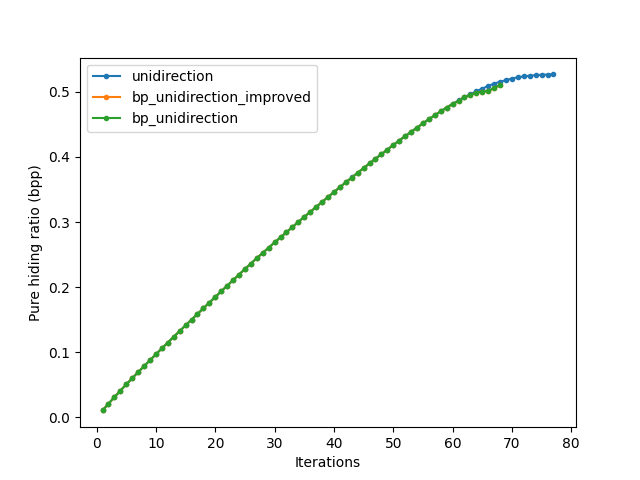 unidirection
bp_unidirection_improved
bp_unidirection
Pure hiding ratio (bpp)
0.5
0.4
0.3
0.2
0.1
0.0
0 10 20 30 40 50 60 70 80
Iterations